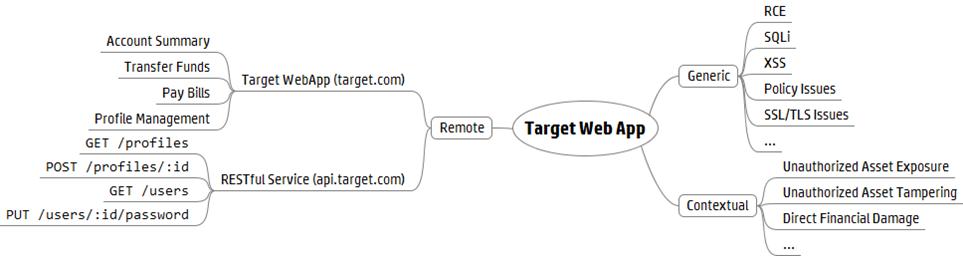 Account Summary
Transfer Funds
Pay Bills
Profile Management
Target WebApp (target.com)
GET /profiles
POST /profiles/:id
GET /users
PUT /users/:id/password
RESTful Service (api.target.com)
Remote
Target Web App
Generic
RCE
SQLi
XSS
Policy Issues
SSL/TLS Issues
...
Contextual
Unauthorized Asset Exposure
Unauthorized Asset Tampering
Direct Financial Damage
...